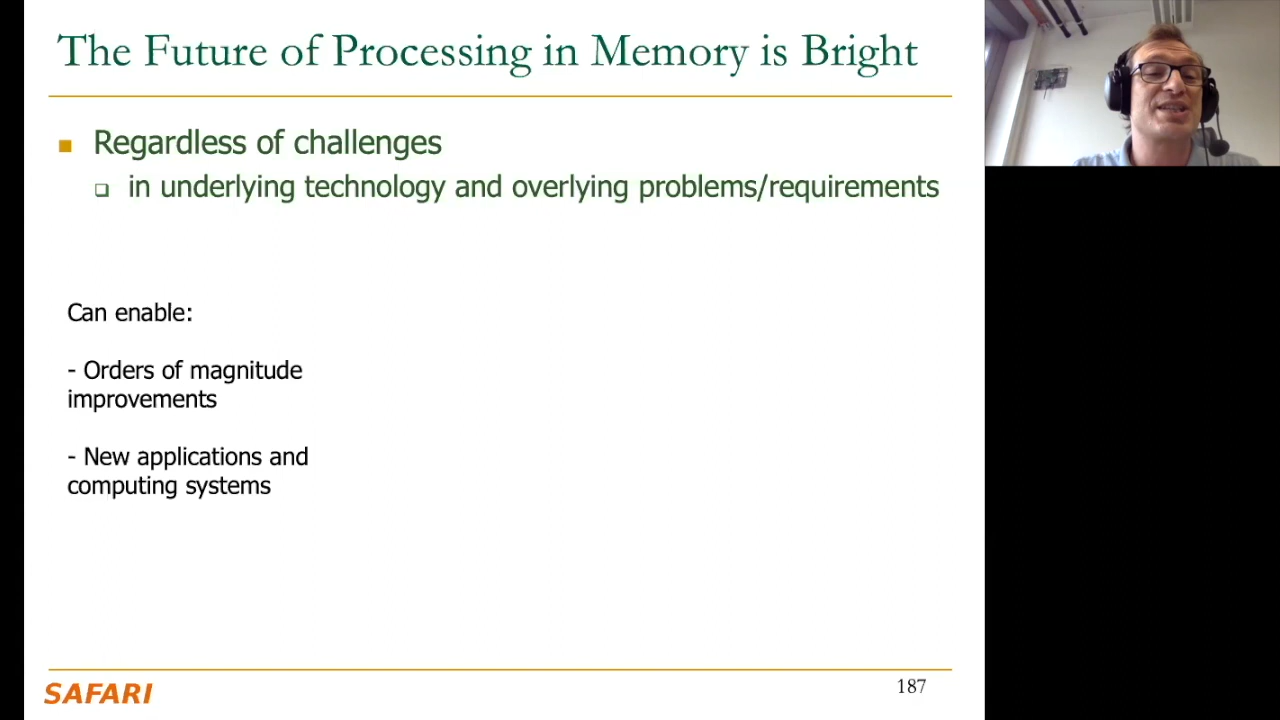 The Future of Processing in Memory is Bright
Regardless of challenges
in underlying technology and overlying problems/requirements
Can enable:
- Orders of magnitude
improvements
- New applications and
computing systems
SAFARI
187